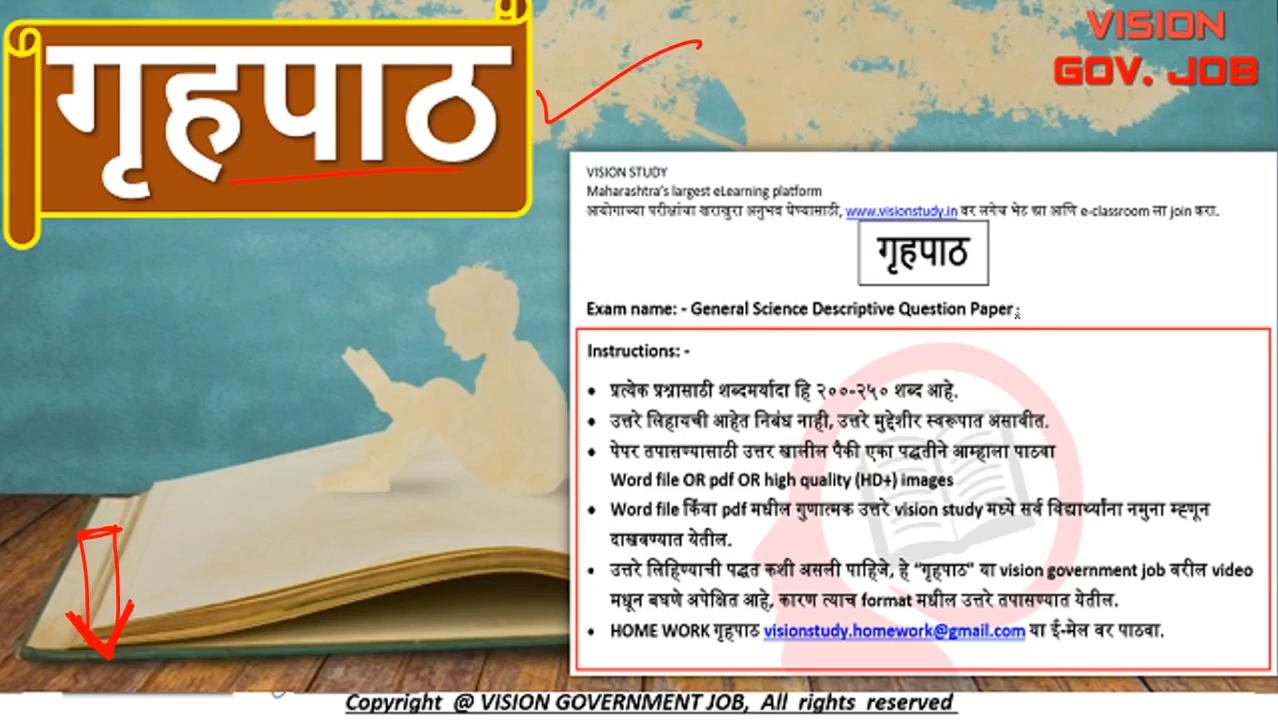 गृहपाठ
VISION
GOV. JOB
VISION STUDY
Maharashtra's largest eLearning platform
आयोगाच्या परीक्षांचा खराखुरा अनुभव घेण्यासाठी, www.visionstudy.in वर लगेच भेट द्या आणि e-classroom ला join करा.
गृहपाठ
Exam name: - General Science Descriptive Question Paper:
Instructions: -
• प्रत्येक प्रश्नासाठी शब्दमर्यादा हि २००-२५० शब्द आहे.
• उत्तरे लिहायची आहेत निबंध नाही, उत्तरे मुद्देशीर स्वरूपात असावीत.
• पेपर तपासण्यासाठी उत्तर खालील पैकी एका पद्धतीने आम्हाला पाठवा
Word file OR pdf OR high quality (HD+) images
• Word file किंवा pdf मधील गुणात्मक उत्तरे vision study मध्ये सर्व विद्यार्थ्यांना नमुना म्हणून
दाखवण्यात येतील.
• उत्तरे लिहिण्याची पद्धत कशी असली पाहिजे, हे “गृहपाठ” या vision government job वरील video
मधून बघणे अपेक्षित आहे, कारण त्याच format मधील उत्तरे तपासण्यात येतील.
• HOME WORK गृहपाठ visionstudy.homework@gmail.com या ई-मेल वर पाठवा.
Copyright @ VISION GOVERNMENT JOB, All rights reserved